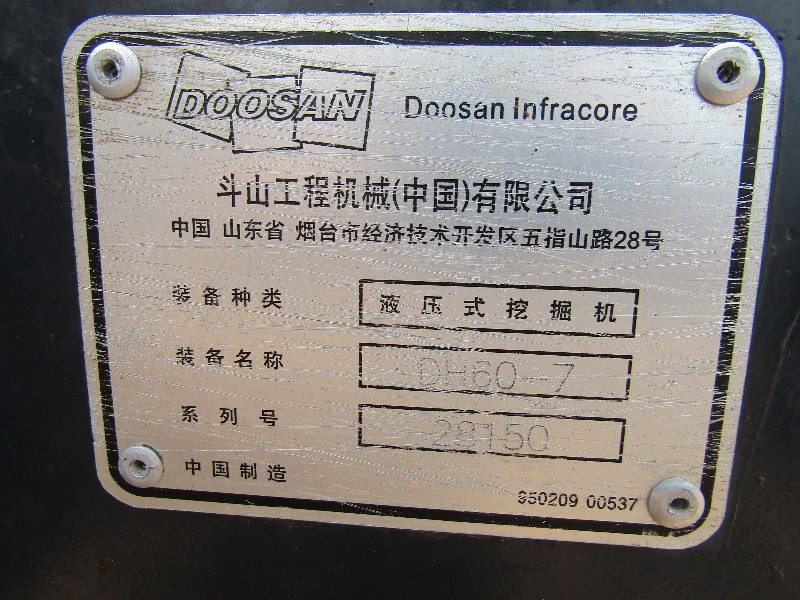 DOOSAN Doosan Infracore
斗山工程机械(中国)有限公司
中国 山东省 烟台市经济技术开发区五指山路28号
装备种类 液压式挖掘机
装备名称 DH60-7
系列号 28150
中国制造
950209 00537